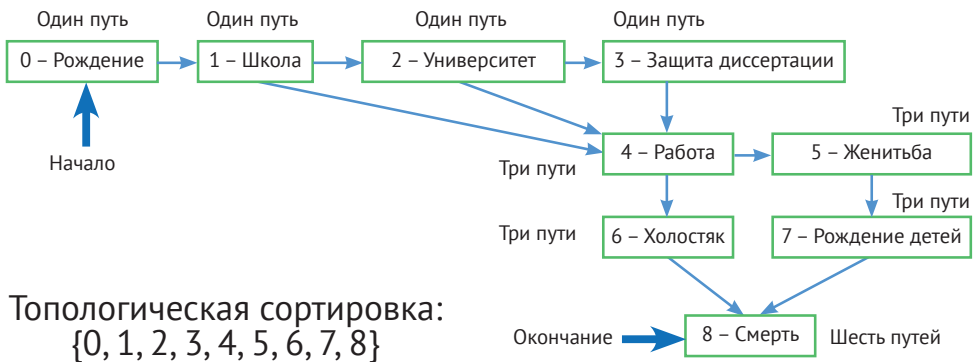 Один путь
Один путь
Один путь
Один путь
0 – Рождение
1 – Школа
2 – Университет
3 – Защита диссертации
Начало
Три пути
4 – Работа
Три пути
5 – Женитьба
Три пути
6 – Холостяк
Три пути
7 – Рождение детей
Топологическая сортировка:
{0, 1, 2, 3, 4, 5, 6, 7, 8}
Окончание
8 – Смерть
Шесть путей